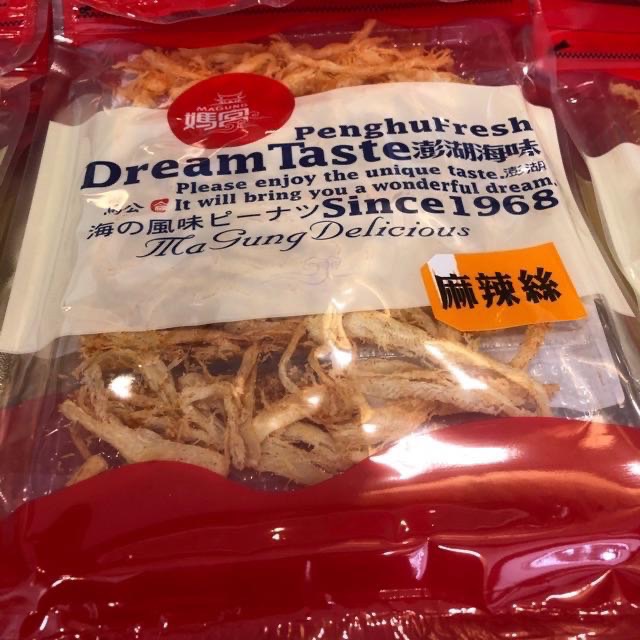 MAGUNG
媽宮
PenghuFresh
DreamTaste澎湖海味
Please enjoy the unique taste.澎湖
馬公 It will bring you a wonderful dream.
海の風味ピーナツSince1968
MaGung Delicious
麻辣絲